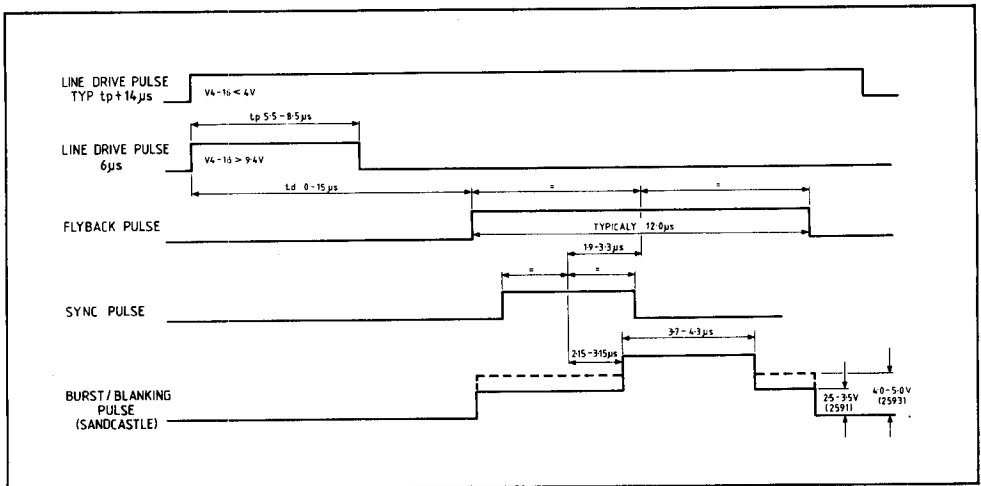 LINE DRIVE PULSE
TYP tp+14µs
V4-16 < 4V
tp 5·5-8·5µs
LINE DRIVE PULSE
6µs
V4-16 > 9·4V
td 0-15µs
=
=
FLYBACK PULSE
TYPICALY 12·0µs
1·9-3·3µs
=
=
SYNC PULSE
3·7-4·3µs
2·15-3·15µs
BURST/BLANKING
PULSE
(SANDCASTLE)
2·5-3·5V
(2591)
4·0-5·0V
(2593)